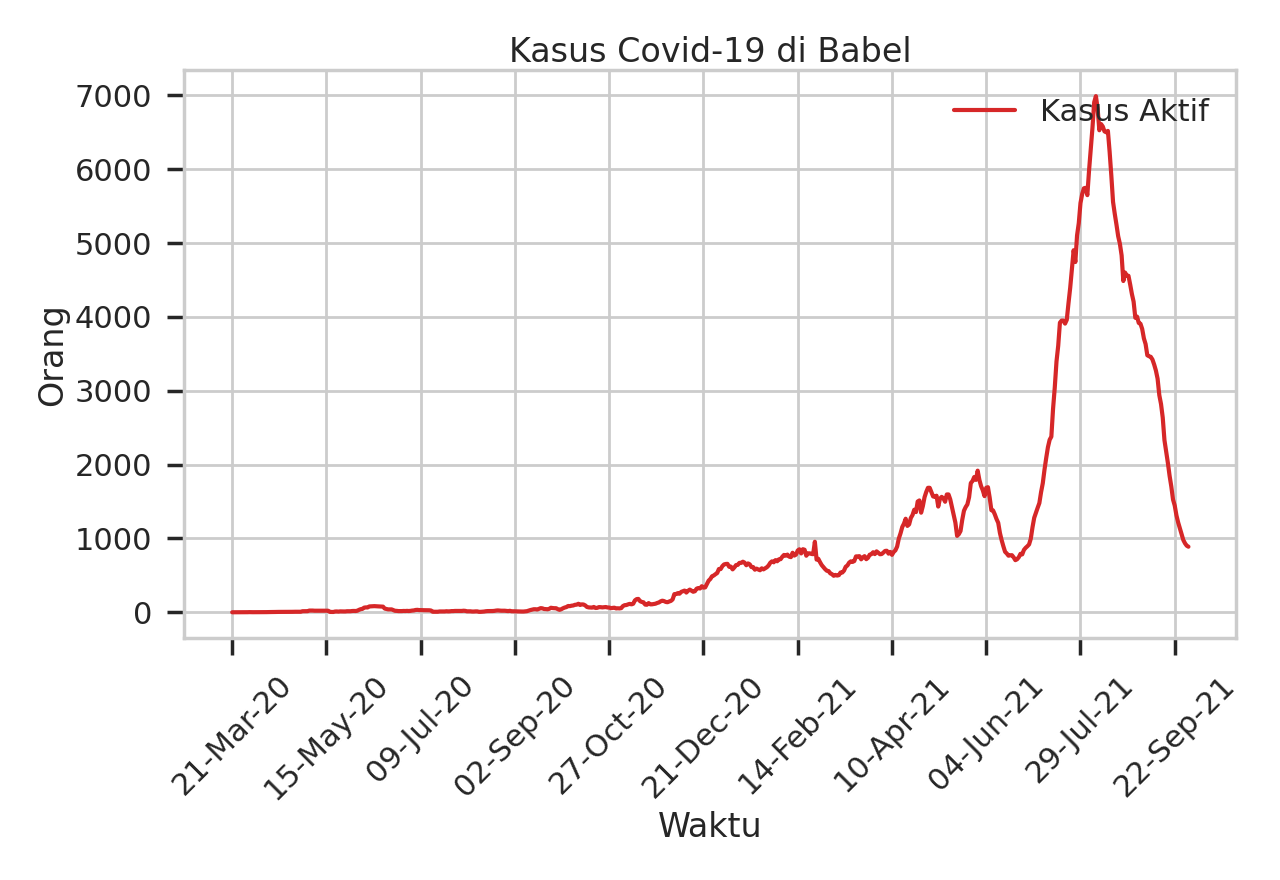 Kasus Covid-19 di Babel
Kasus Aktif
7000
6000
5000
4000
3000
2000
1000
0
Orang
21-Mar-20
15-May-20
09-Jul-20
02-Sep-20
27-Oct-20
21-Dec-20
14-Feb-21
10-Apr-21
04-Jun-21
29-Jul-21
22-Sep-21
Waktu